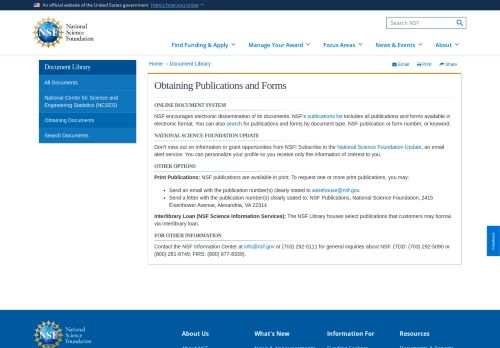 An official website of the United States government Here's how you know
National
Science
Foundation
Search NSF
Find Funding & Apply
Manage Your Award
Focus Areas
News & Events
About
Home
Document Library
Email
Print
Share
Document Library
All Documents
National Center for Science and
Engineering Statistics (NCSES)
Obtaining Documents
Search Documents
Obtaining Publications and Forms
ONLINE DOCUMENT SYSTEM
NSF encourages electronic dissemination of its documents. NSF's publications list includes all publications and forms available in
electronic format. You can also search for publications and forms by document type, NSF publication or form number, or keyword.
NATIONAL SCIENCE FOUNDATION UPDATE
Don't miss out on information or grant opportunities from NSF! Subscribe to the National Science Foundation Update, an email
alert service. You can personalize your profile so you receive only the information of interest to you.
OTHER OPTIONS
Print Publications: NSF publications are available in print. To request one or more print publications, you may:
Send an email with the publication number(s) clearly stated to warehouse@nsf.gov.
Send a letter with the publication number(s) clearly stated to: NSF Publications, National Science Foundation, 2415
Eisenhower Avenue, Alexandria, VA 22314
Interlibrary Loan (NSF Science Information Services): The NSF Library houses select publications that customers may borrow
via interlibrary loan.
FOR OTHER INFORMATION
Contact the NSF Information Center at info@nsf.gov or (703) 292-5111 for general inquiries about NSF. (TDD: (703) 292-5090 or
(800) 281-8749; FIRS: (800) 877-8339).
Feedback
National
Science
Foundation
About Us
What's New
Information For
Resources